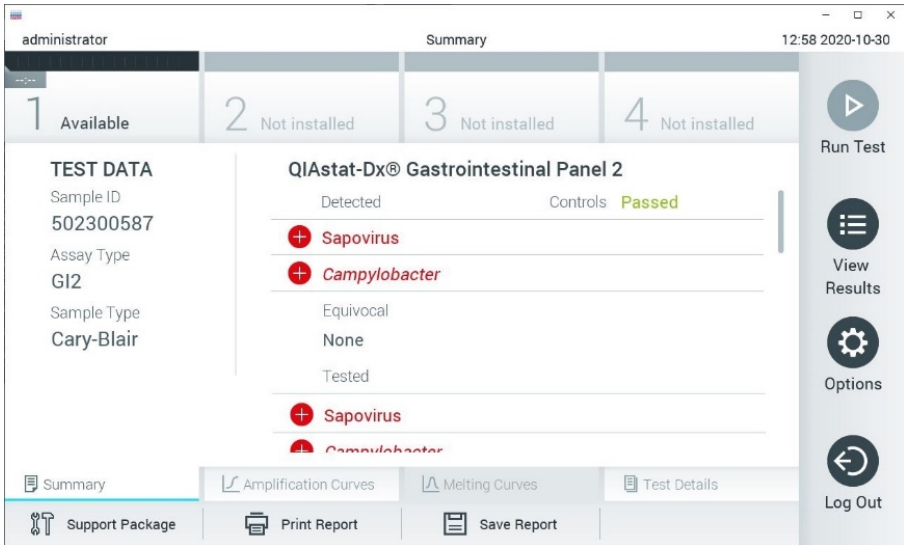 administrator Summary 12:58 2020-10-30
--:--
1 Available 2 Not installed 3 Not installed 4 Not installed
Run Test
TEST DATA
Sample ID
502300587
Assay Type
GI2
Sample Type
Cary-Blair
QIAstat-Dx® Gastrointestinal Panel 2
Detected Controls Passed
Sapovirus
Campylobacter
Equivocal
None
Tested
Sapovirus
Campylobacter
View
Results
Options
Log Out
Summary Amplification Curves Melting Curves Test Details
Support Package Print Report Save Report